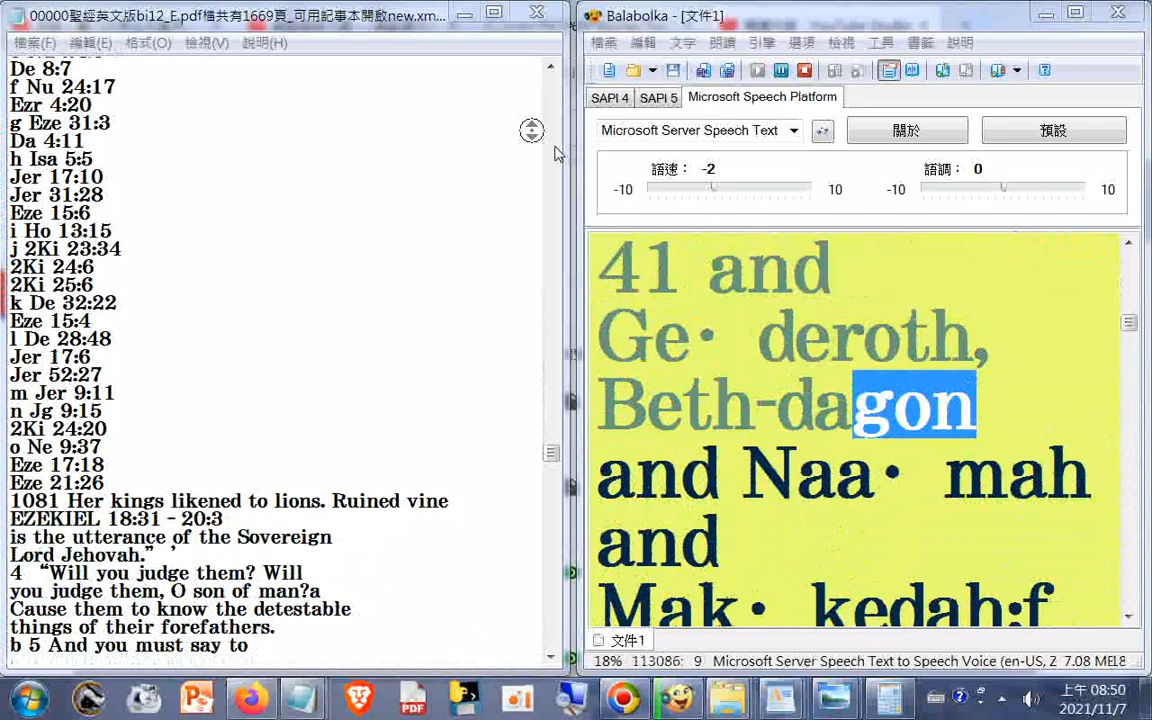 00000聖經英文版bi12_E.pdf檔共有1669頁_可用記事本開啟new.xm...
檔案(F) 編輯(E) 格式(O) 檢視(V) 說明(H)
De 8:7
f Nu 24:17
Ezr 4:20
g Eze 31:3
Da 4:11
h Isa 5:5
Jer 17:10
Jer 31:28
Eze 15:6
i Ho 13:15
j 2Ki 23:34
2Ki 24:6
2Ki 25:6
k De 32:22
Eze 15:4
l De 28:48
Jer 17:6
Jer 52:27
m Jer 9:11
n Jg 9:15
2Ki 24:20
o Ne 9:37
Eze 17:18
Eze 21:26
1081 Her kings likened to lions. Ruined vine
EZEKIEL 18:31 - 20:3
is the utterance of the Sovereign
Lord Jehovah.” ’
4 “Will you judge them? Will
you judge them, O son of man?a
Cause them to know the detestable
things of their forefathers.
b 5 And you must say to
Balabolka - [文件1]
檔案 編輯 文字 朗讀 引擎 選項 檢視 工具 書籤 說明
SAPI 4 SAPI 5 Microsoft Speech Platform
Microsoft Server Speech Text 關於 預設
語速: -2 語調: 0
-10 10 -10 10
41 and
Ge· deroth,
Beth-dagon
and Naa· mah
and
Mak· kedah:f
文件1
18% 113086: 9 Microsoft Server Speech Text to Speech Voice (en-US, Z 7.08 ME
上午 08:50
2021/11/7